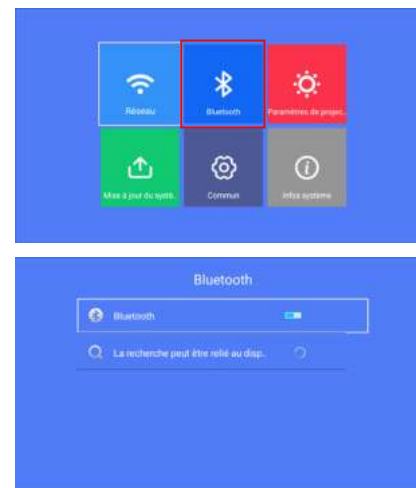 Réseau
Bluetooth
Paramètres de projec..
Mise à jour du systè..
Commun
Infos système
Bluetooth
Bluetooth
La recherche peut être relié au disp..